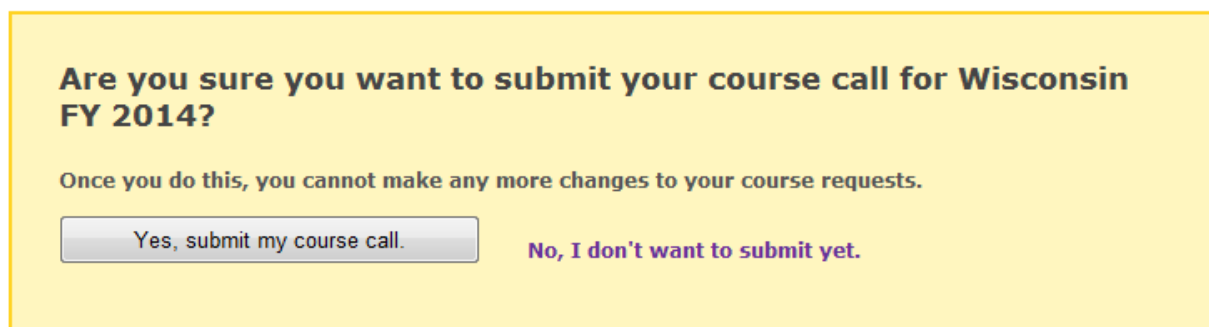 Are you sure you want to submit your course call for Wisconsin
FY 2014?
Once you do this, you cannot make any more changes to your course requests.
Yes, submit my course call.
No, I don't want to submit yet.